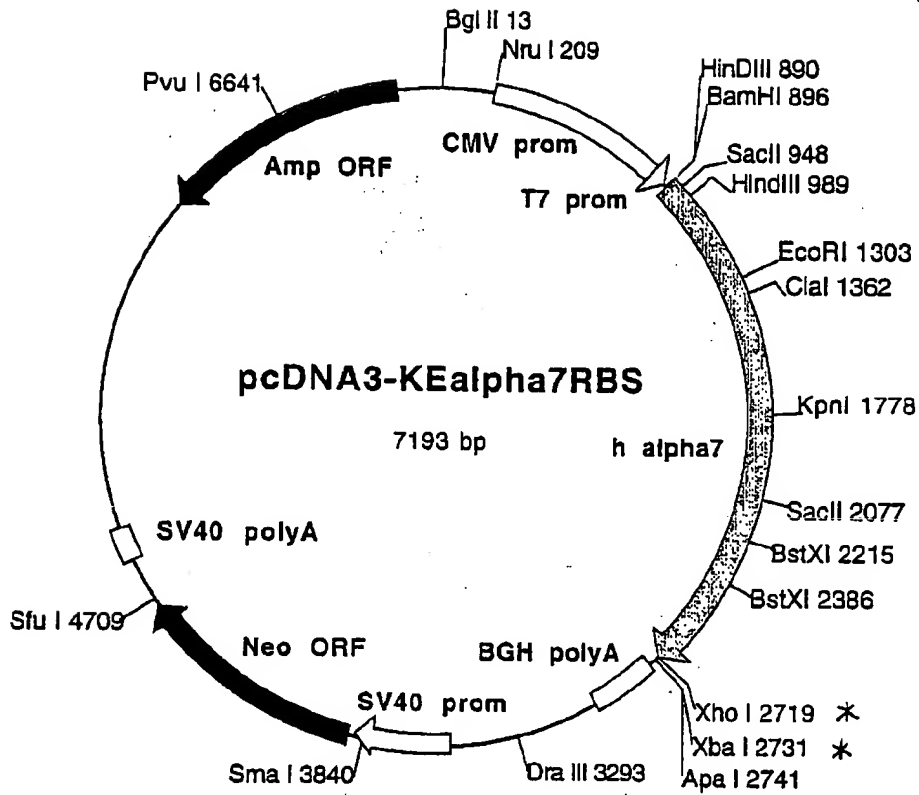 Bgl II 13
Nru I 209
HinDIII 890
BamHI 896
SacII 948
HindIII 989
EcoRI 1303
ClaI 1362
KpnI 1778
SacII 2077
BstXI 2215
BstXI 2386
Xho I 2719 *
Xba I 2731 *
Apa I 2741
Dra III 3293
Sma I 3840
Sfu I 4709
Pvu I 6641
Amp ORF
CMV prom
T7 prom
pcDNA3-KEalpha7RBS
7193 bp
h alpha7
SV40 polyA
Neo ORF
SV40 prom
BGH polyA